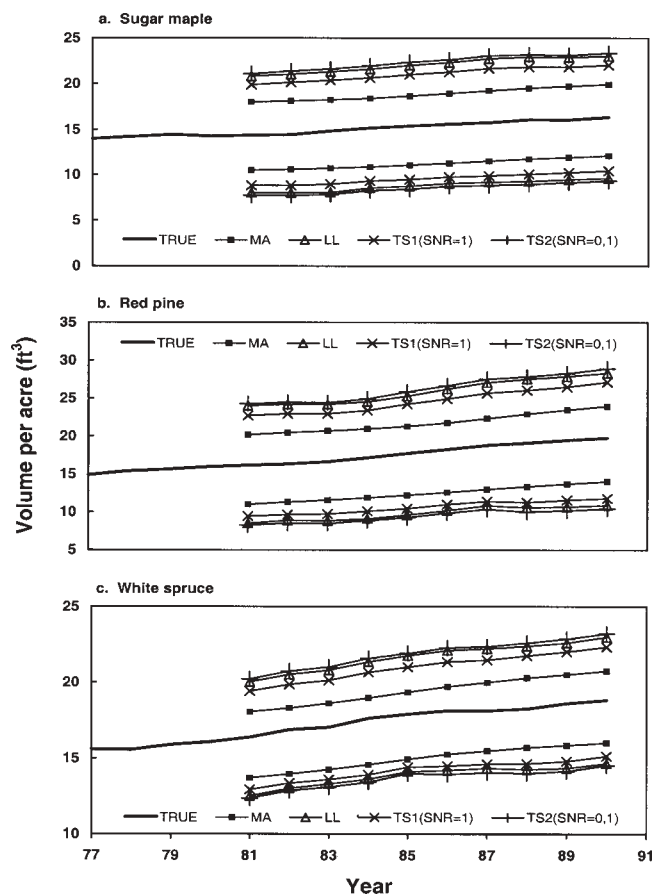 a. Sugar maple
25
20
15
10
5
0
TRUE MA LL TS1(SNR=1) TS2(SNR=0,1)
b. Red pine
35
30
25
20
15
10
5
TRUE MA LL TS1(SNR=1) TS2(SNR=0,1)
Volume per acre (ft³)
c. White spruce
25
20
15
10
TRUE MA LL TS1(SNR=1) TS2(SNR=0,1)
77 79 81 83 85 87 89 91
Year